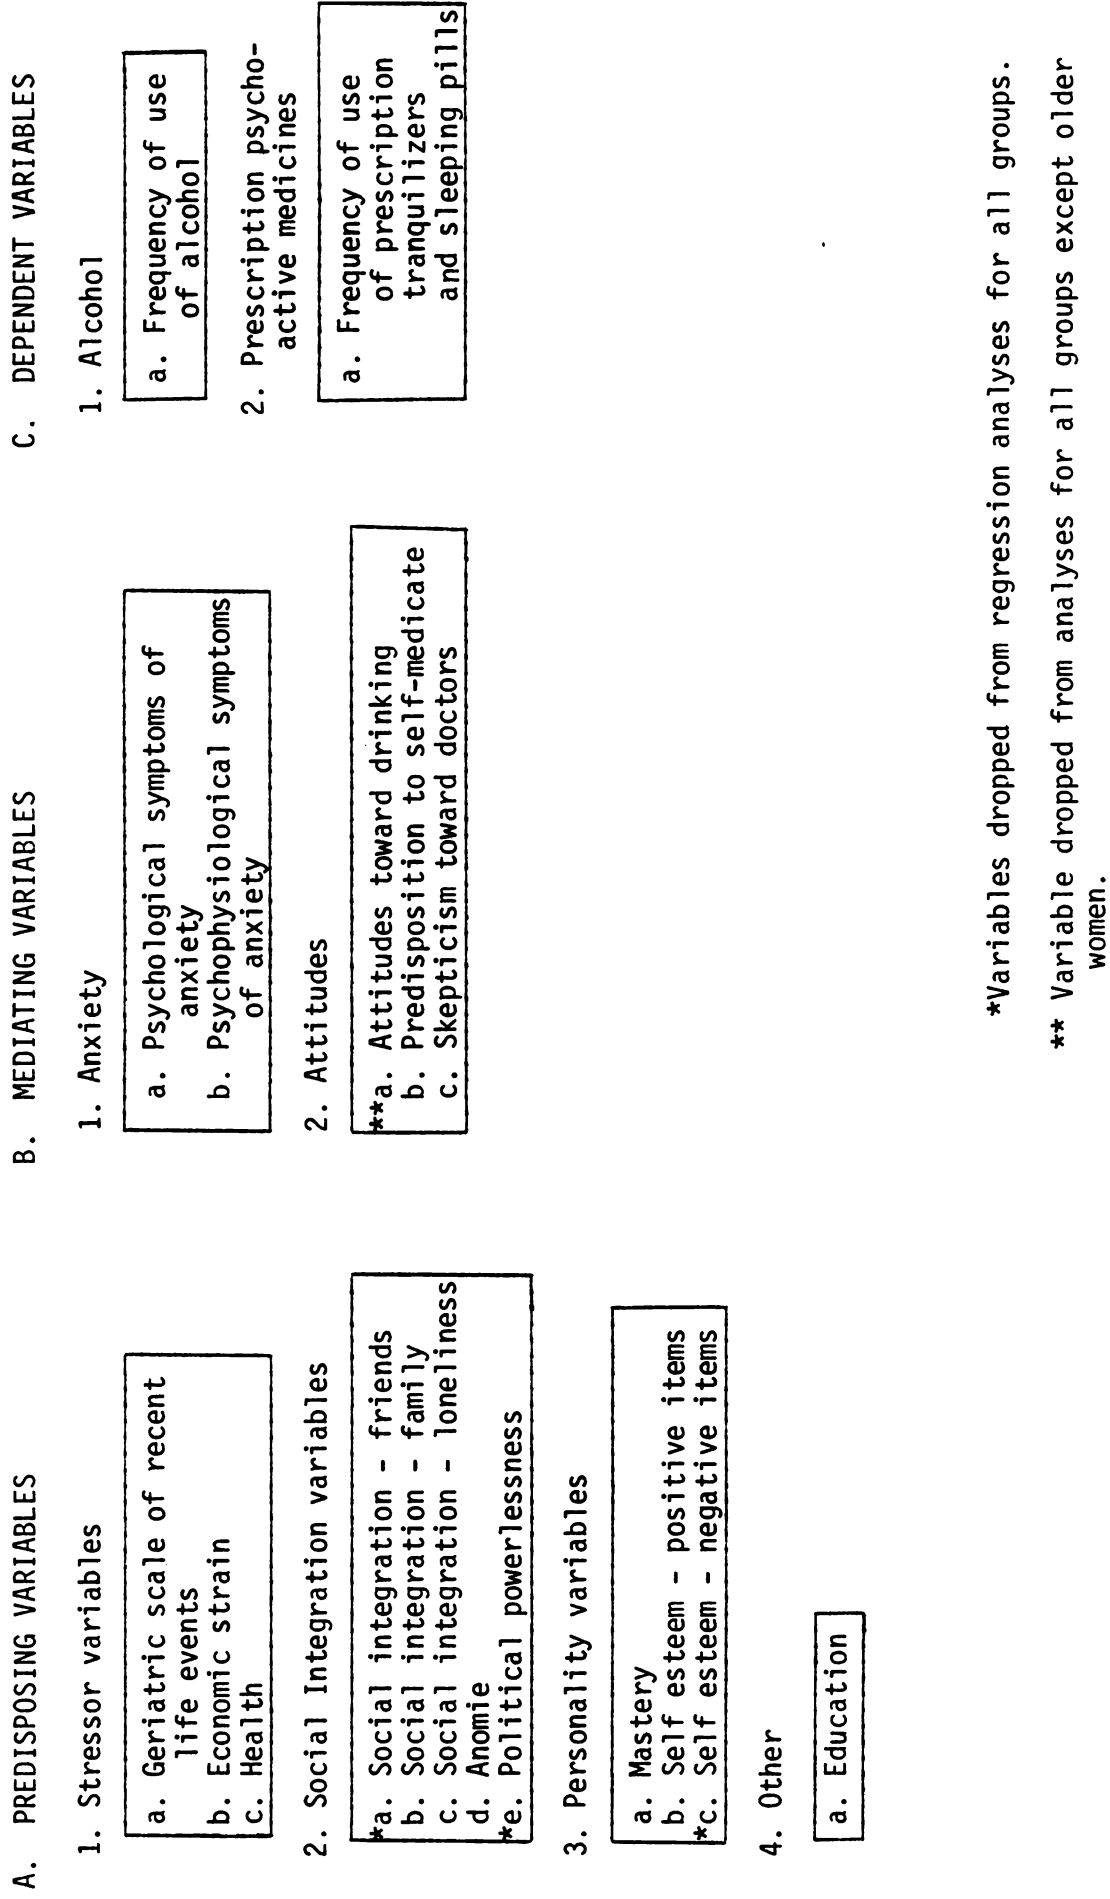 A. PREDISPOSING VARIABLES
1. Stressor variables
a. Geriatric scale of recent
life events
b. Economic strain
c. Health
2. Social Integration variables
*a. Social integration - friends
b. Social integration - family
c. Social integration - loneliness
d. Anomie
*e. Political powerlessness
3. Personality variables
a. Mastery
b. Self esteem - positive items
*c. Self esteem - negative items
4. Other
a. Education
B. MEDIATING VARIABLES
1. Anxiety
a. Psychological symptoms of
anxiety
b. Psychophysiological symptoms
of anxiety
2. Attitudes
**a. Attitudes toward drinking
b. Predisposition to self-medicate
c. Skepticism toward doctors
C. DEPENDENT VARIABLES
1. Alcohol
a. Frequency of use
of alcohol
2. Prescription psycho-
active medicines
a. Frequency of use
of prescription
tranquilizers
and sleeping pills
*Variables dropped from regression analyses for all groups.
** Variable dropped from analyses for all groups except older
women.